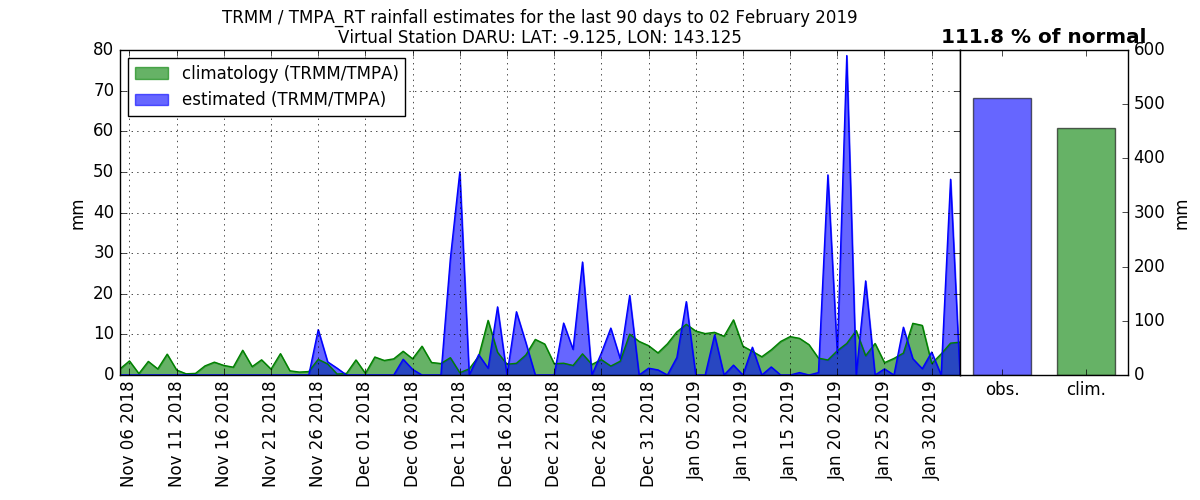 TRMM / TMPA_RT rainfall estimates for the last 90 days to 02 February 2019
Virtual Station DARU: LAT: -9.125, LON: 143.125
111.8 % of normal
climatology (TRMM/TMPA)
estimated (TRMM/TMPA)
mm
80
70
60
50
40
30
20
10
0
Nov 06 2018
Nov 11 2018
Nov 16 2018
Nov 21 2018
Nov 26 2018
Dec 01 2018
Dec 06 2018
Dec 11 2018
Dec 16 2018
Dec 21 2018
Dec 26 2018
Dec 31 2018
Jan 05 2019
Jan 10 2019
Jan 15 2019
Jan 20 2019
Jan 25 2019
Jan 30 2019
obs.
clim.
600
500
400
300
200
100
0
mm